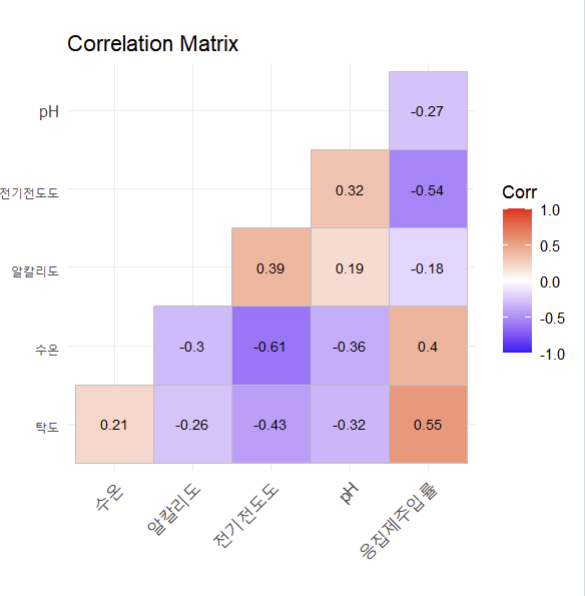 Correlation Matrix
pH
-0.27
전기전도도
0.32
-0.54
알칼리도
0.39
0.19
-0.18
수온
-0.3
-0.61
-0.36
0.4
탁도
0.21
-0.26
-0.43
-0.32
0.55
수온
알칼리도
전기전도도
pH
응집제주입률
Corr
1.0
0.5
0.0
-0.5
-1.0